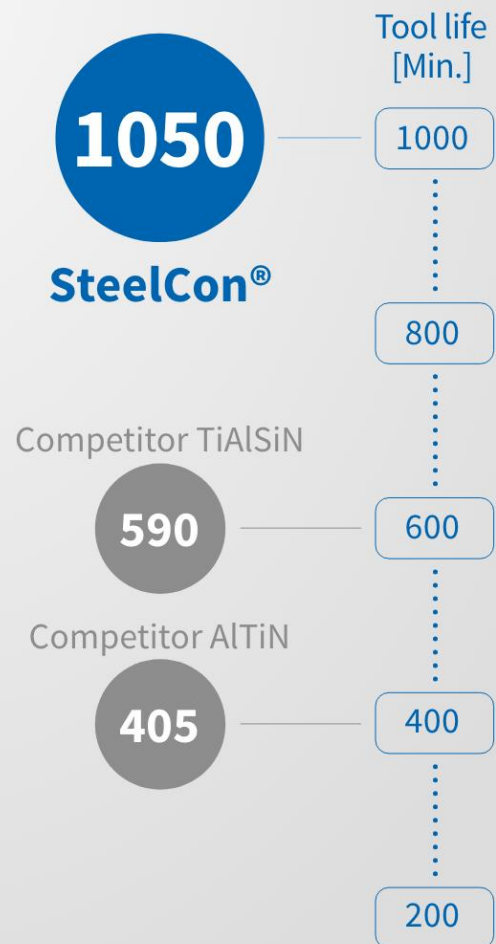 Tool life
[Min.]
1050
1000
SteelCon®
800
Competitor TiAlSiN
590
600
Competitor AlTiN
405
400
200